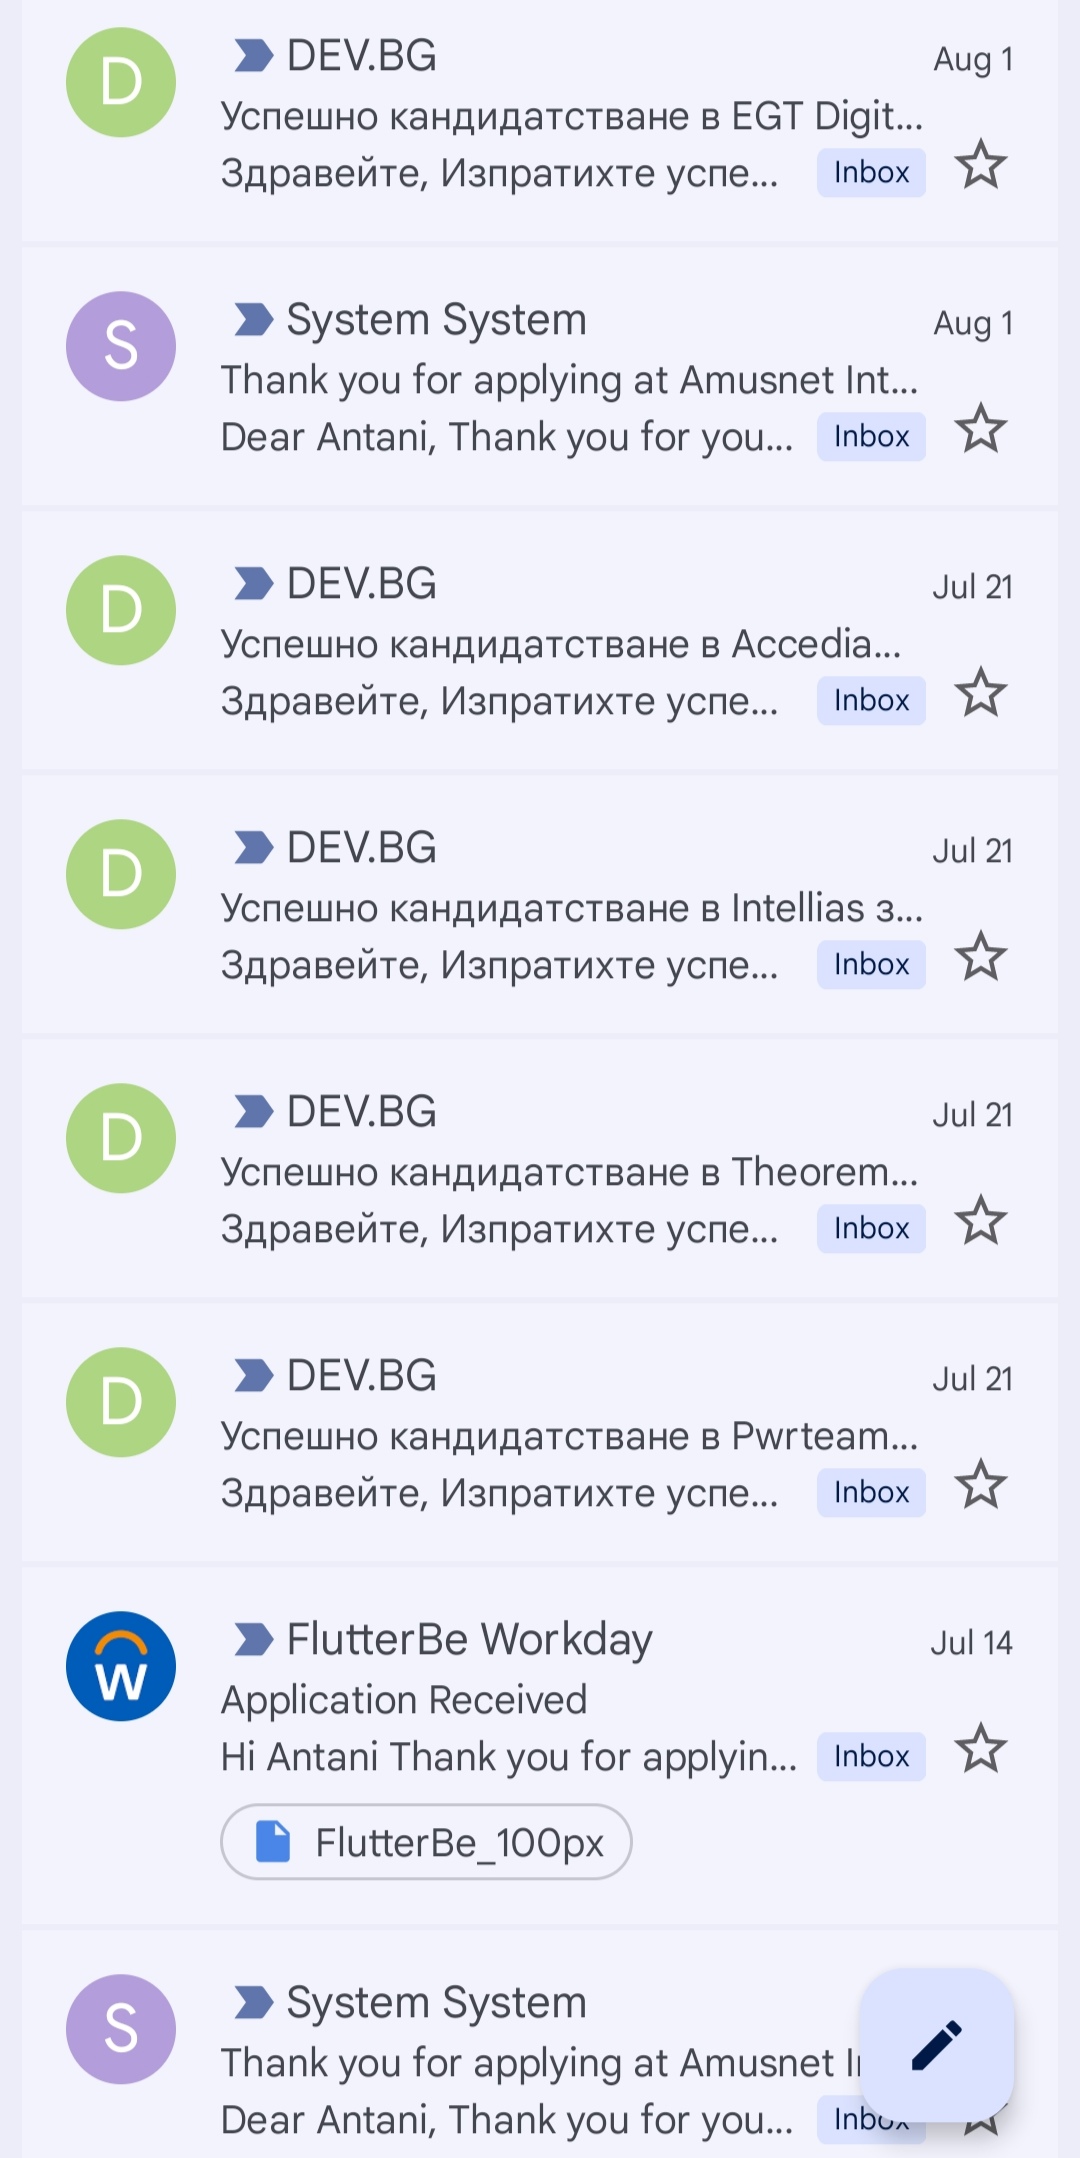 D
DEV.BG
Aug 1
Успешно кандидатстване в EGT Digit...
Здравейте, Изпратихте успе...
Inbox
S
System System
Aug 1
Thank you for applying at Amusnet Int...
Dear Antani, Thank you for you...
Inbox
D
DEV.BG
Jul 21
Успешно кандидатстване в Accedia...
Здравейте, Изпратихте успе...
Inbox
D
DEV.BG
Jul 21
Успешно кандидатстване в Intellias з...
Здравейте, Изпратихте успе...
Inbox
D
DEV.BG
Jul 21
Успешно кандидатстване в Theorem...
Здравейте, Изпратихте успе...
Inbox
D
DEV.BG
Jul 21
Успешно кандидатстване в Pwrteam...
Здравейте, Изпратихте успе...
Inbox
W
FlutterBe Workday
Jul 14
Application Received
Hi Antani Thank you for applyin...
Inbox
FlutterBe_100px
S
System System
Thank you for applying at Amusnet
Dear Antani, Thank you for you...
Inbox